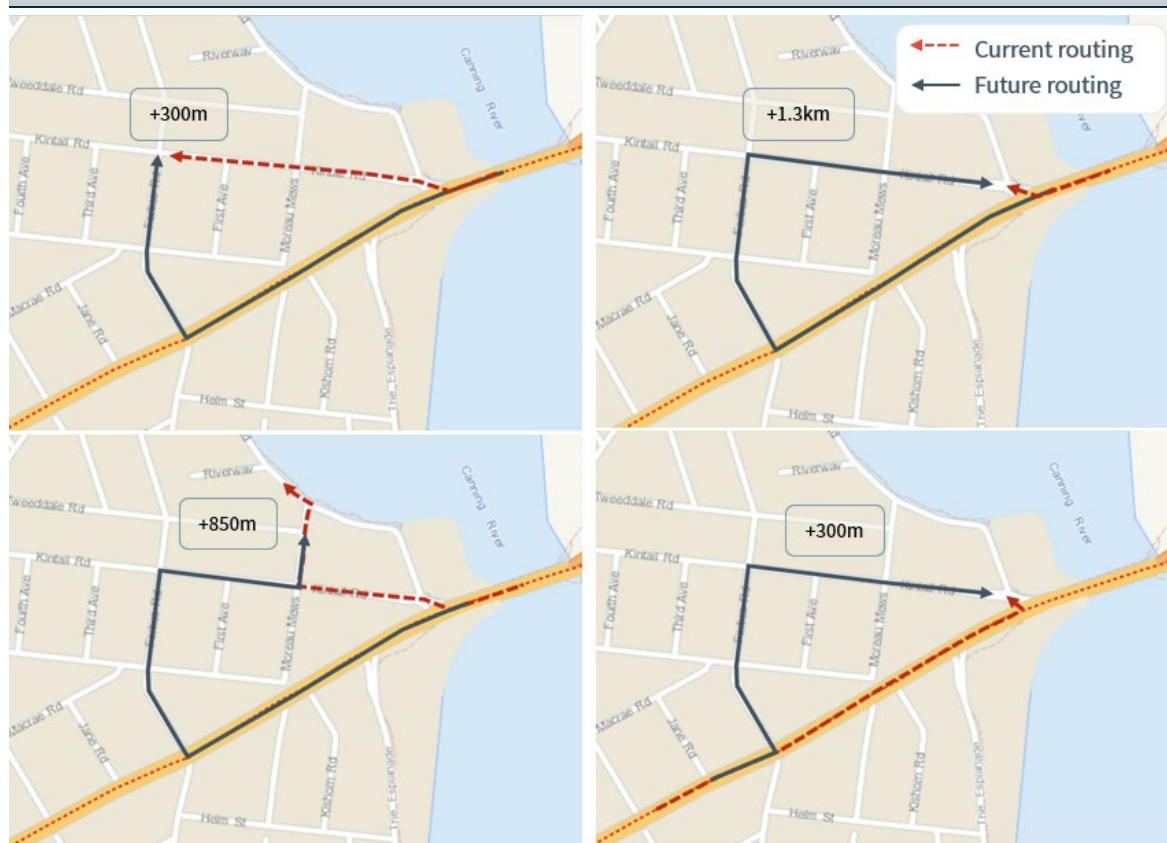 Riverway
Canning River
Tweeddale Rd
+300m
Kintail Rd
Kintail Rd
Fourth Ave
Third Ave
First Ave
Moreau Mews
Macrae Rd
Jane Rd
Kishorn Rd
The Esplanade
Helm St
Current routing
Future routing
River
Tweeddale Rd
+1.3km
Kintail Rd
Kintail Rd
Fourth Ave
Third Ave
First Ave
Moreau Mews
Macrae Rd
Jane Rd
Kishorn Rd
The Esplanade
Helm St
Rd
Riverway
Canning River
Tweeddale Rd
+850m
Kintail Rd
Fourth Ave
Third Ave
First Ave
Moreau Mews
Macrae Rd
Jane Rd
Kishorn Rd
The Esplanade
Helm St
Rd
Riverway
Canning River
Tweeddale Rd
+300m
Kintail Rd
Kintail Rd
Fourth Ave
Third Ave
First Ave
Moreau Mews
Macrae Rd
Jane Rd
Kishorn Rd
The Esplanade
Helm St